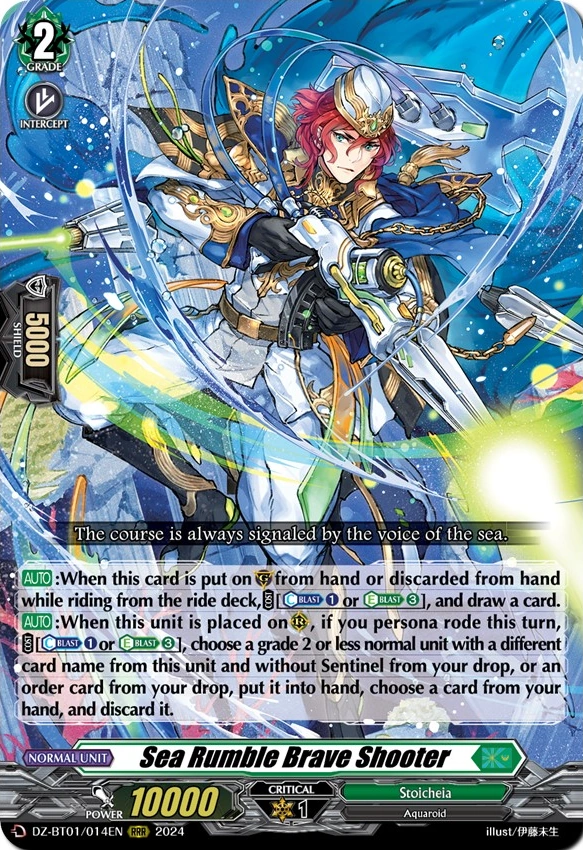 2
GRADE
INTERCEPT
5000
SHIELD
The course is always signaled by the voice of the sea.
AUTO:When this card is put on G from hand or discarded from hand
while riding from the ride deck, COST[C BLAST 1 or E BLAST 3], and draw a card.
AUTO:When this unit is placed on R, if you persona rode this turn,
COST[C BLAST 1 or E BLAST 3], choose a grade 2 or less normal unit with a different
card name from this unit and without Sentinel from your drop, or an
order card from your drop, put it into hand, choose a card from your
hand, and discard it.
NORMAL UNIT
Sea Rumble Brave Shooter
POWER 10000
CRITICAL
1
Stoicheia
Aquaroid
D DZ-BT01/014EN RRR 2024
illust/伊藤未生